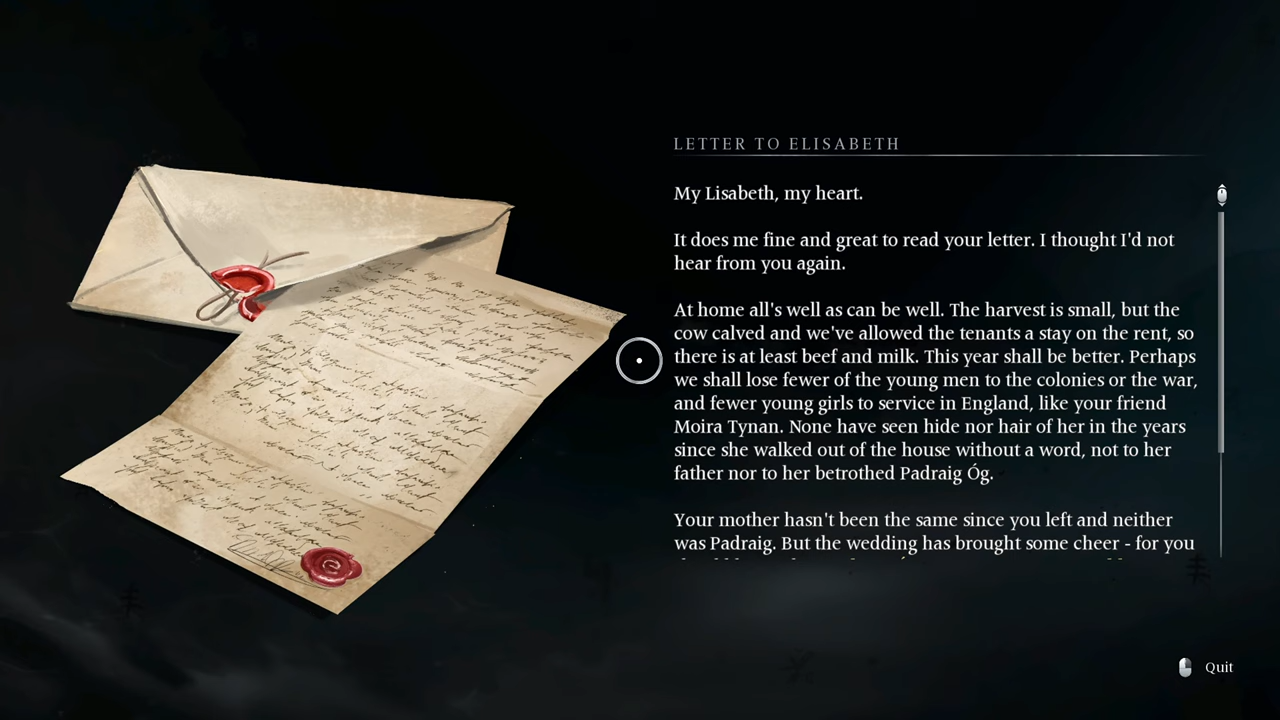 LETTER TO ELISABETH
My Lisabeth, my heart.
It does me fine and great to read your letter. I thought I'd not
hear from you again.
At home all's well as can be well. The harvest is small, but the
cow calved and we've allowed the tenants a stay on the rent, so
there is at least beef and milk. This year shall be better. Perhaps
we shall lose fewer of the young men to the colonies or the war,
and fewer young girls to service in England, like your friend
Moira Tynan. None have seen hide nor hair of her in the years
since she walked out of the house without a word, not to her
father nor to her betrothed Padraig Óg.
Your mother hasn't been the same since you left and neither
was Padraig. But the wedding has brought some cheer - for you
Quit